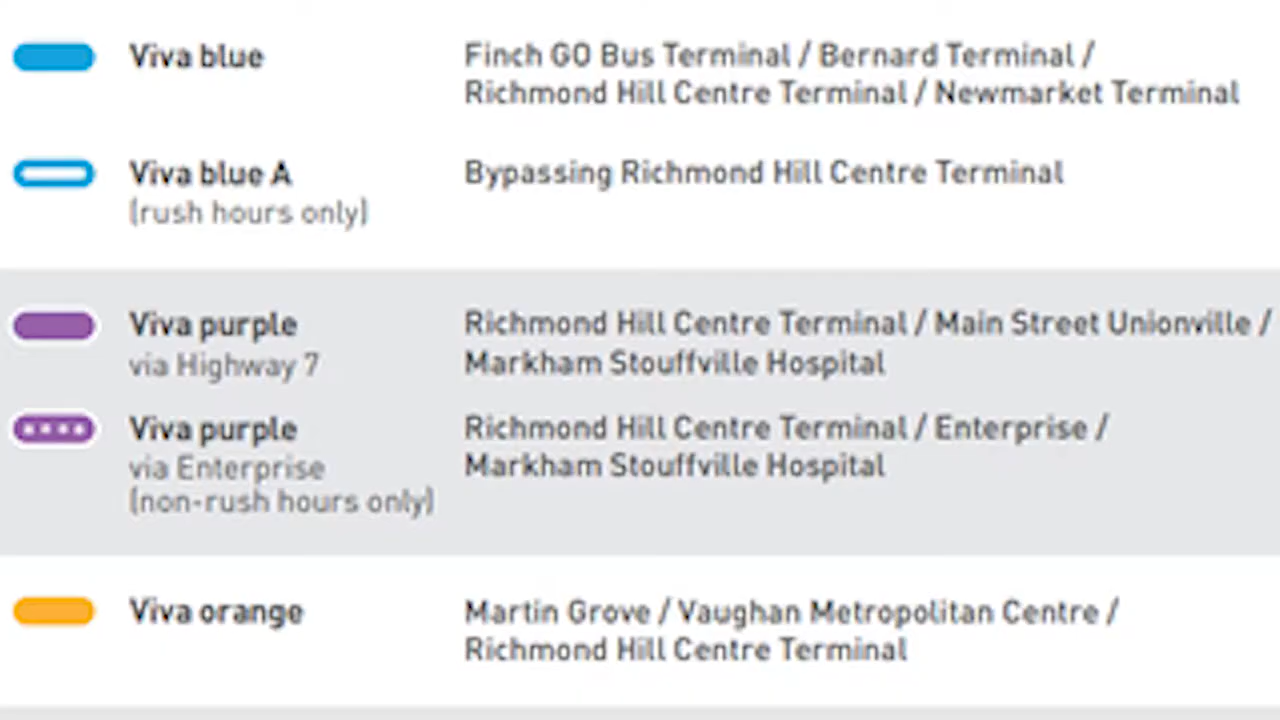 Viva blue
Finch GO Bus Terminal / Bernard Terminal /
Richmond Hill Centre Terminal / Newmarket Terminal
Viva blue A
(rush hours only)
Bypassing Richmond Hill Centre Terminal
Viva purple
via Highway 7
Richmond Hill Centre Terminal / Main Street Unionville /
Markham Stouffville Hospital
Viva purple
via Enterprise
(non-rush hours only)
Richmond Hill Centre Terminal / Enterprise /
Markham Stouffville Hospital
Viva orange
Martin Grove / Vaughan Metropolitan Centre /
Richmond Hill Centre Terminal